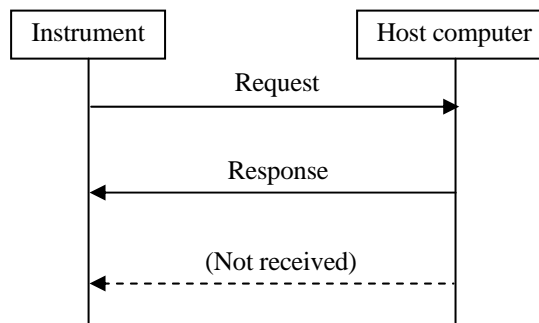 Instrument
Host computer
Request
Response
(Not received)